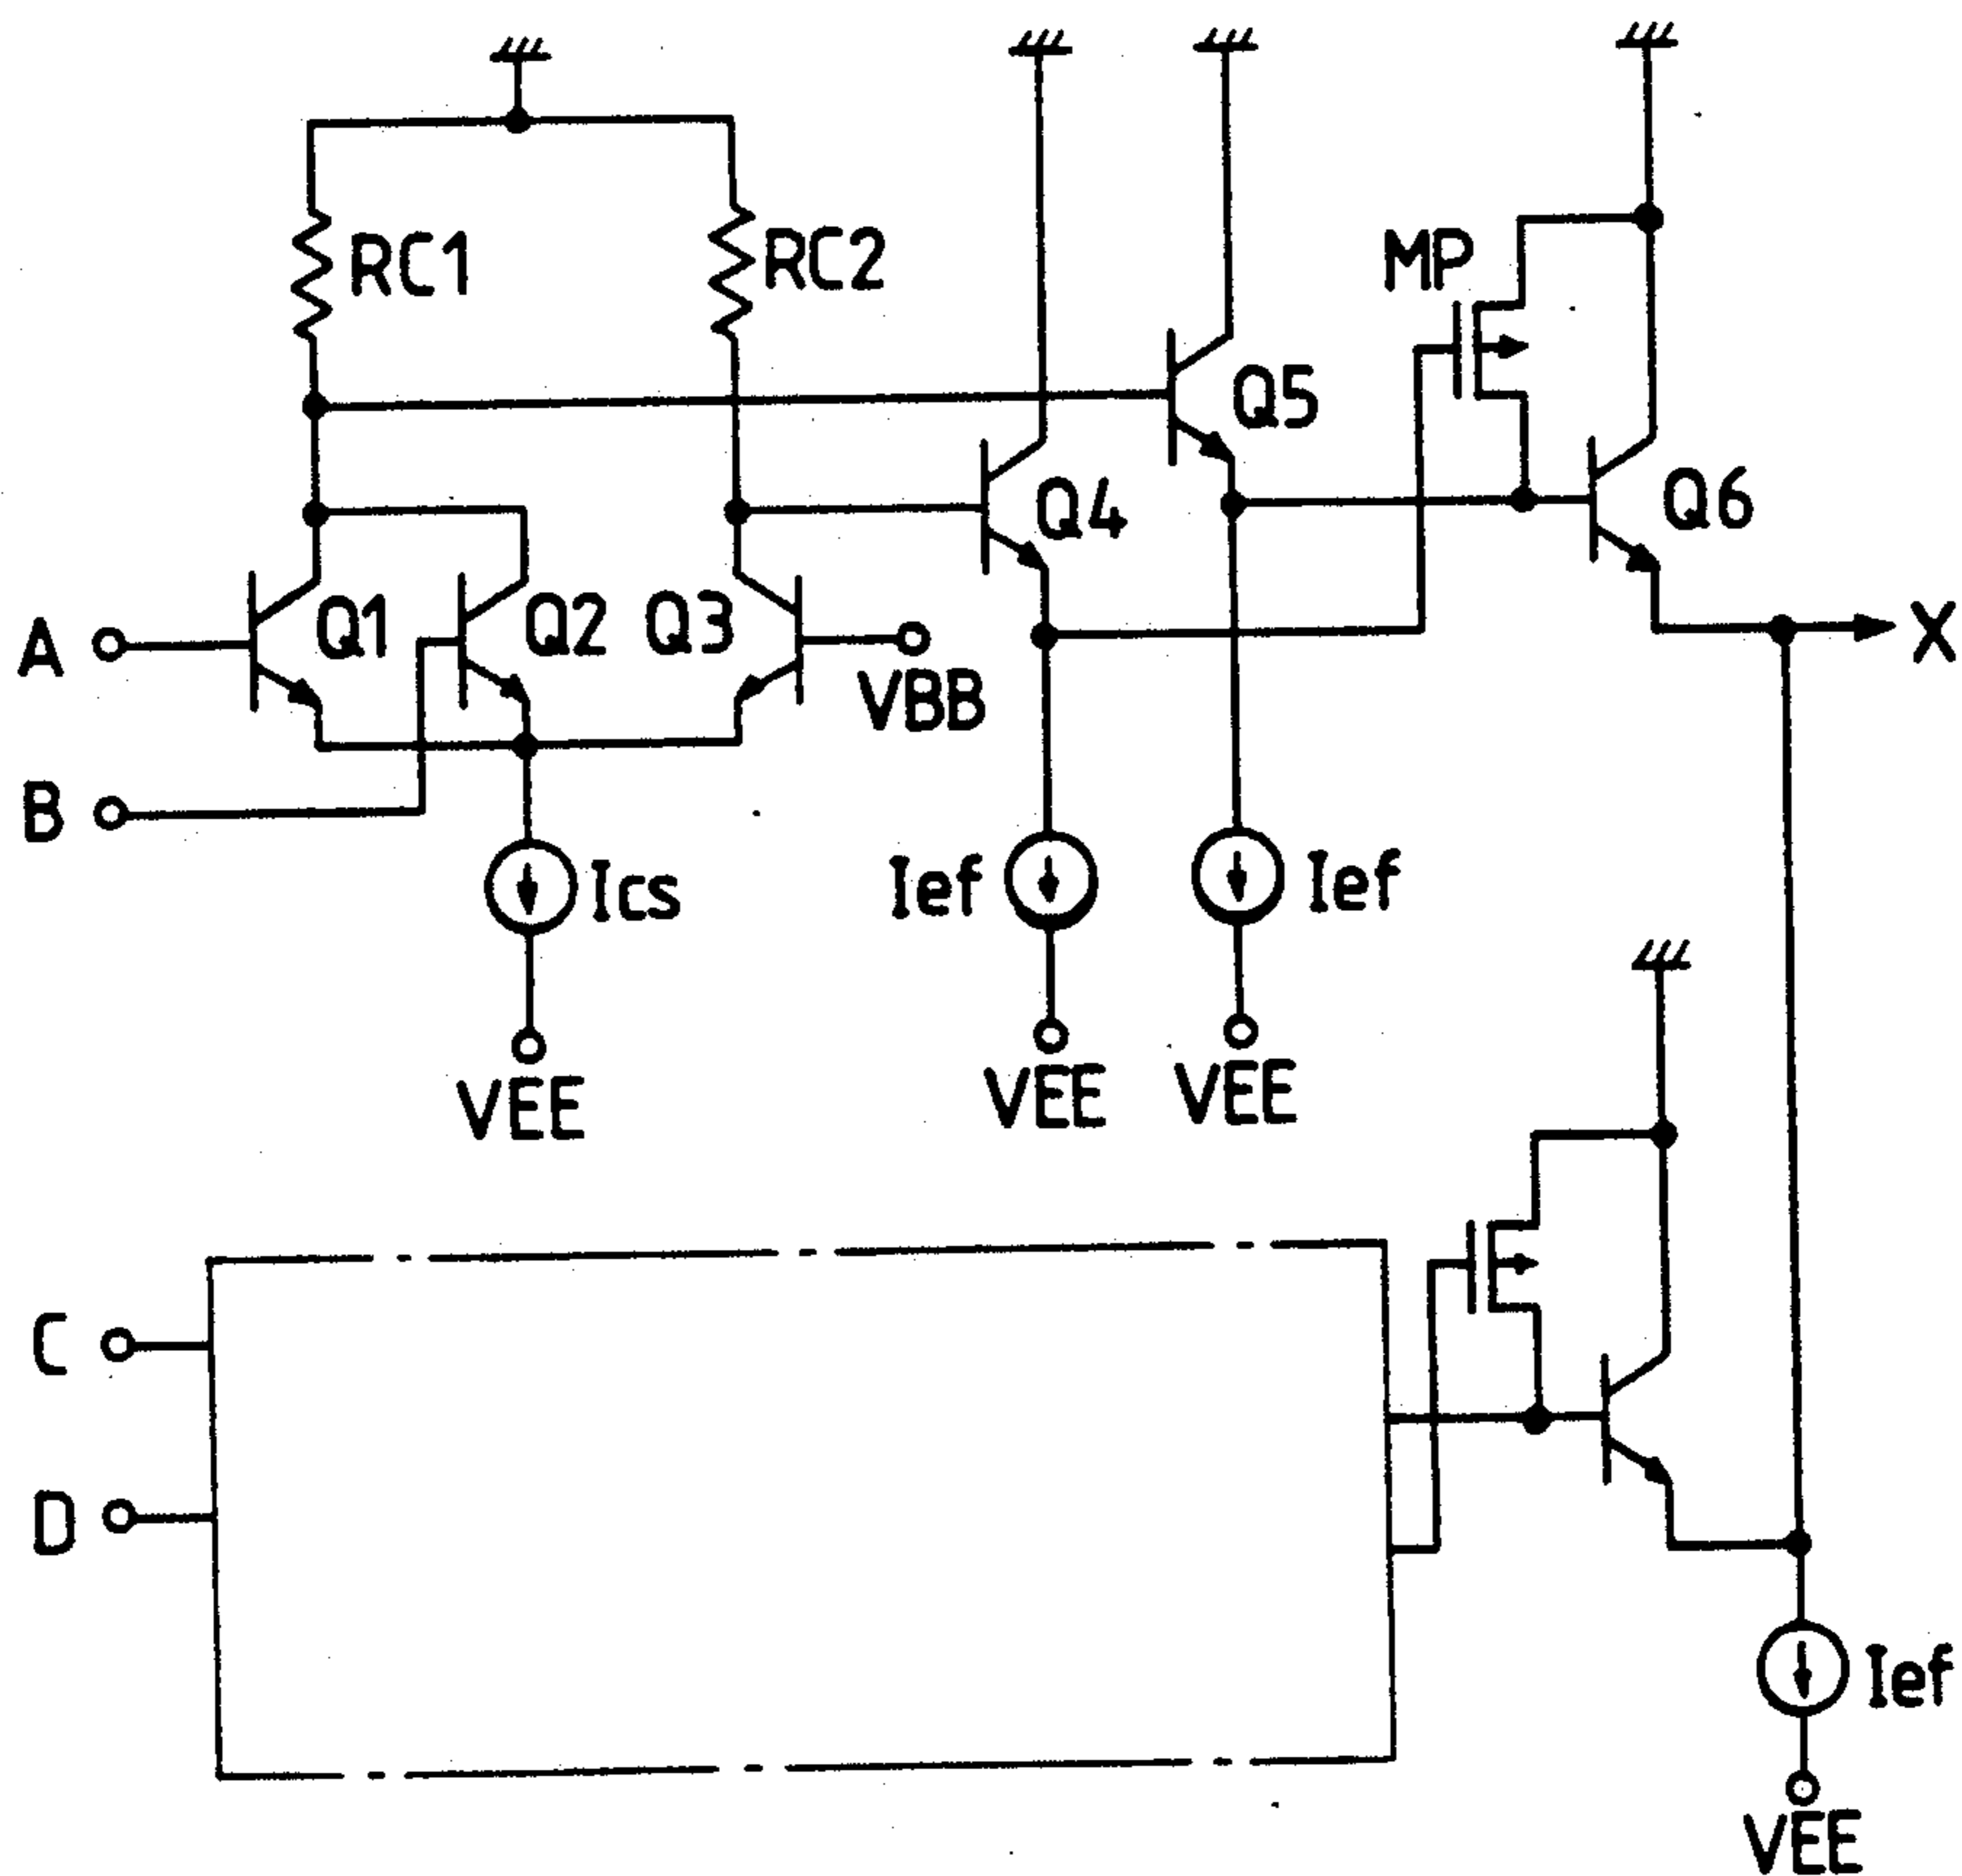 RC1
RC2
MP
Q5
Q4
Q6
A
Q1
Q2
Q3
VBB
X
B
Ics
Ief
Ief
VEE
VEE
VEE
C
D
Ief
VEE